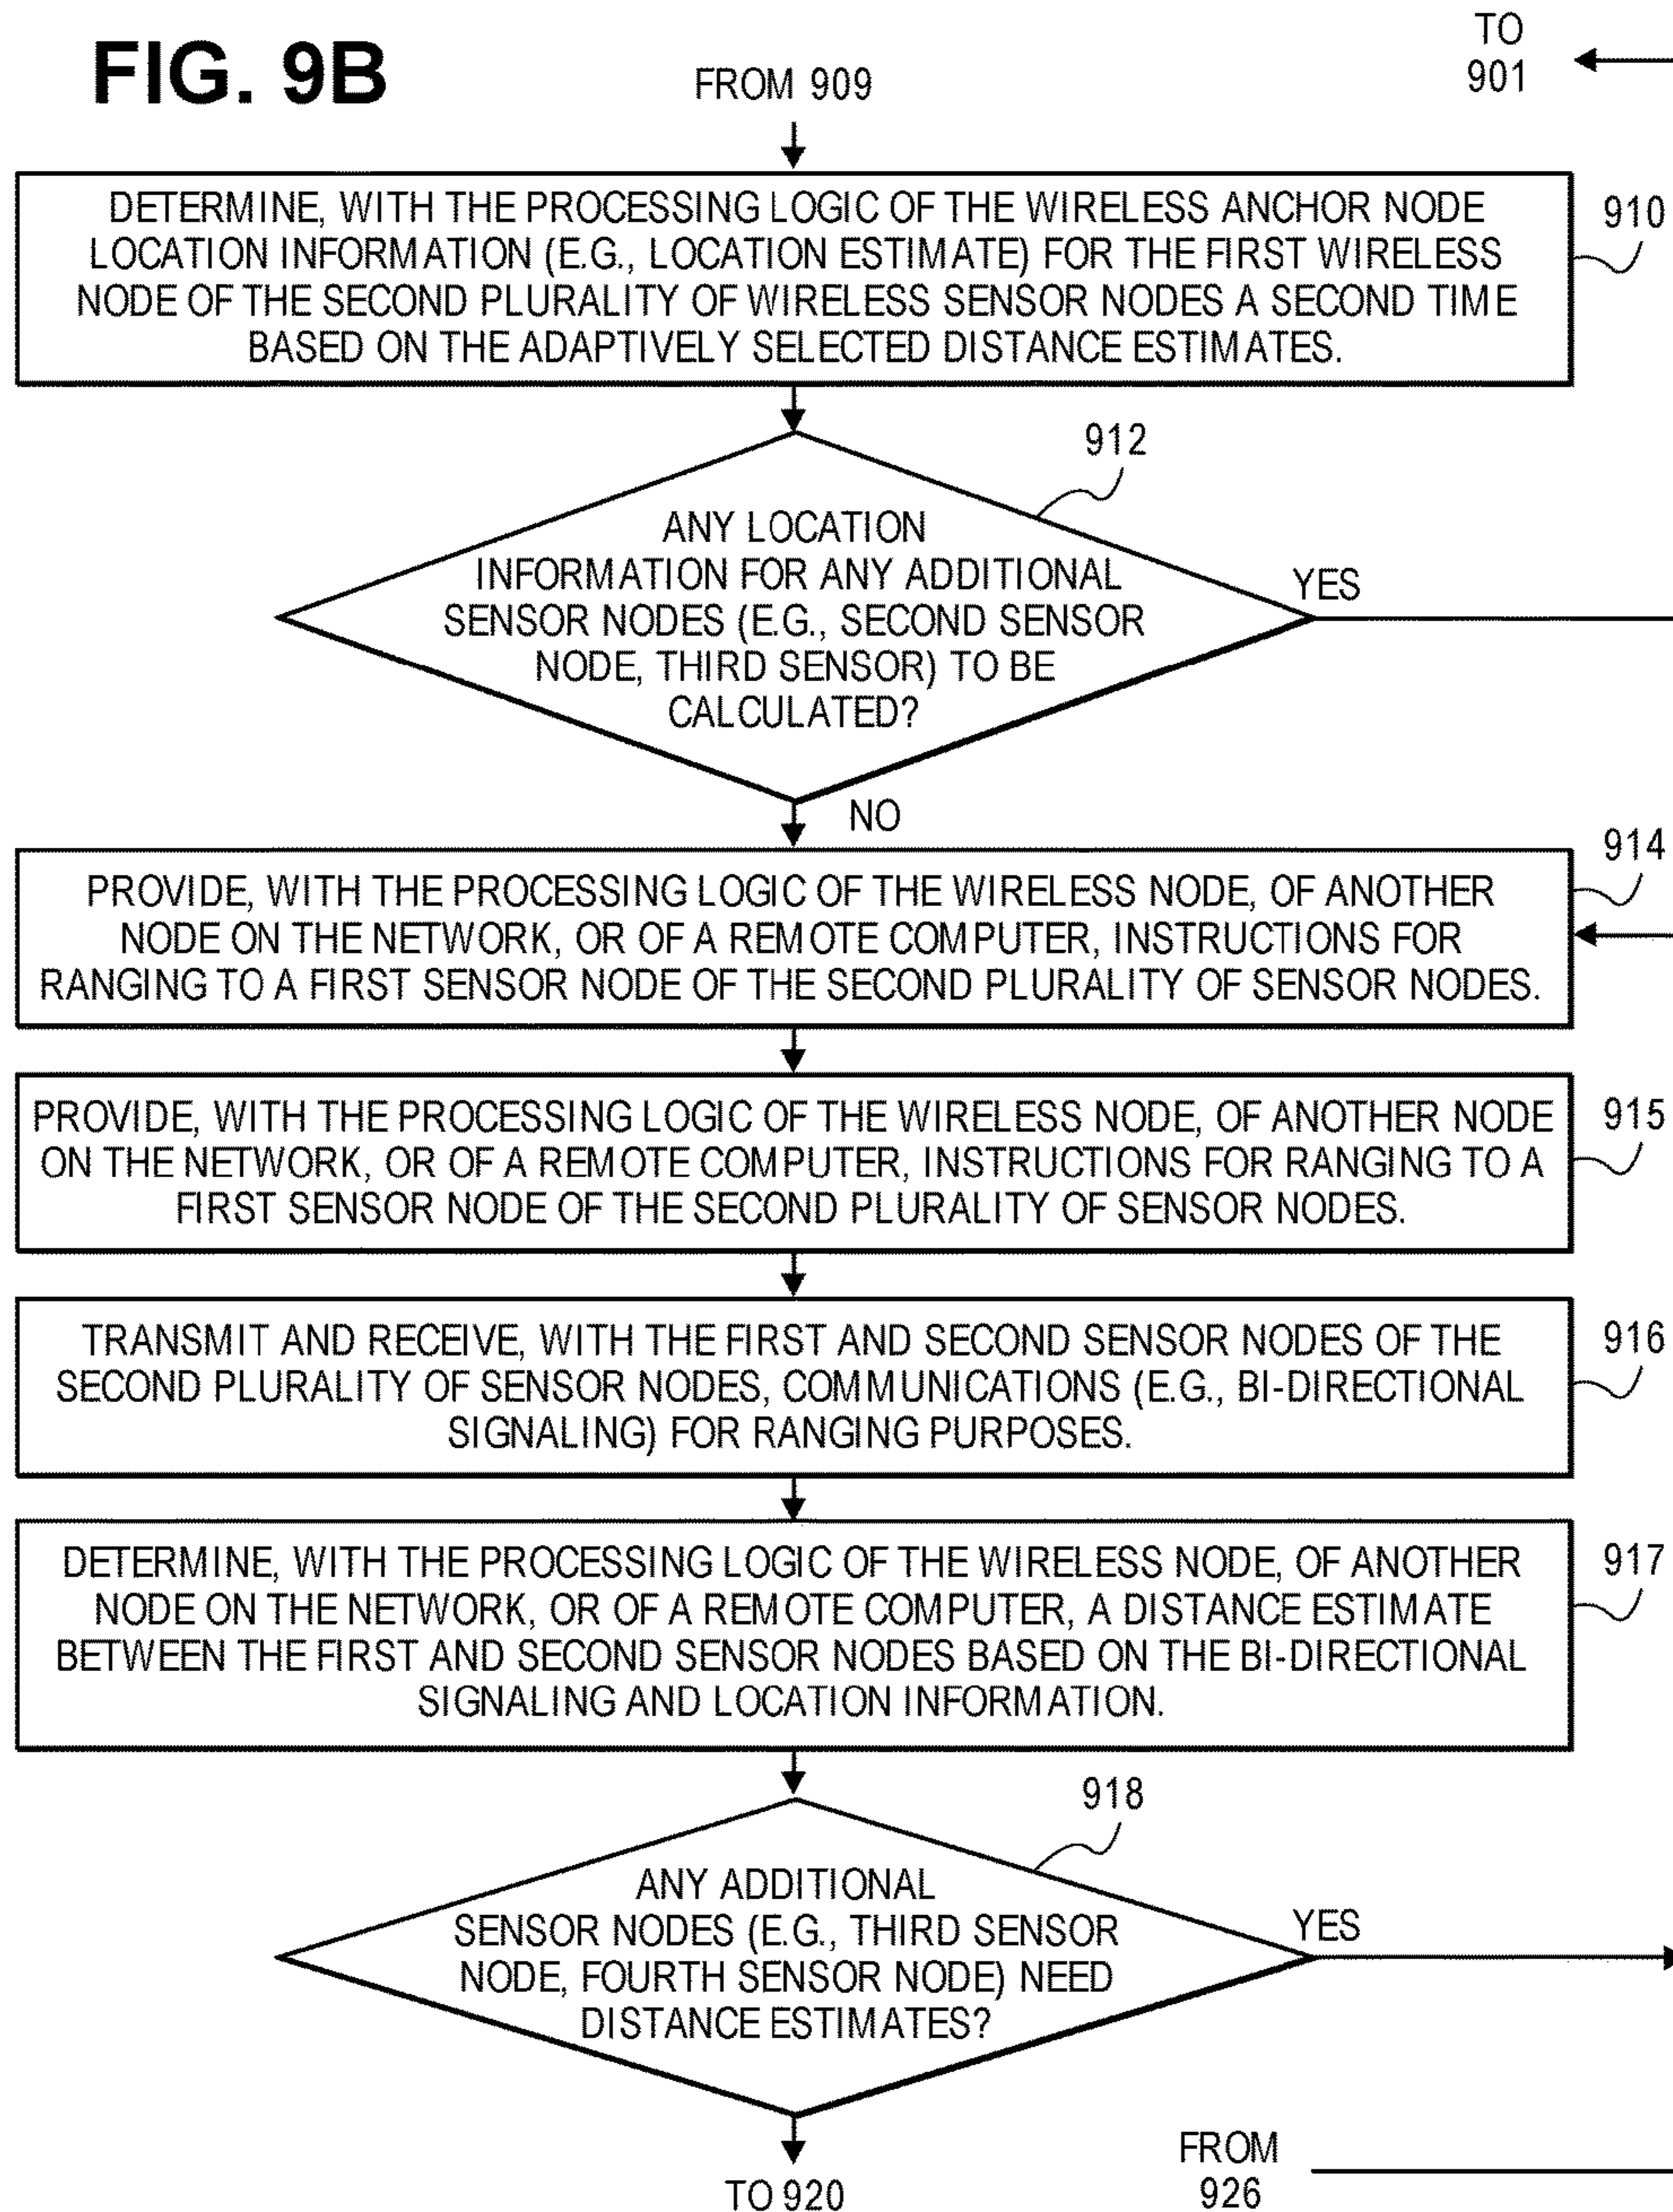 FIG. 9B
FROM 909
TO
901
DETERMINE, WITH THE PROCESSING LOGIC OF THE WIRELESS ANCHOR NODE
LOCATION INFORMATION (E.G., LOCATION ESTIMATE) FOR THE FIRST WIRELESS
NODE OF THE SECOND PLURALITY OF WIRELESS SENSOR NODES A SECOND TIME
BASED ON THE ADAPTIVELY SELECTED DISTANCE ESTIMATES.
910
912
ANY LOCATION
INFORMATION FOR ANY ADDITIONAL
SENSOR NODES (E.G., SECOND SENSOR
NODE, THIRD SENSOR) TO BE
CALCULATED?
YES
NO
PROVIDE, WITH THE PROCESSING LOGIC OF THE WIRELESS NODE, OF ANOTHER
NODE ON THE NETWORK, OR OF A REMOTE COMPUTER, INSTRUCTIONS FOR
RANGING TO A FIRST SENSOR NODE OF THE SECOND PLURALITY OF SENSOR NODES.
914
PROVIDE, WITH THE PROCESSING LOGIC OF THE WIRELESS NODE, OF ANOTHER NODE
ON THE NETWORK, OR OF A REMOTE COMPUTER, INSTRUCTIONS FOR RANGING TO A
FIRST SENSOR NODE OF THE SECOND PLURALITY OF SENSOR NODES.
915
TRANSMIT AND RECEIVE, WITH THE FIRST AND SECOND SENSOR NODES OF THE
SECOND PLURALITY OF SENSOR NODES, COMMUNICATIONS (E.G., BI-DIRECTIONAL
SIGNALING) FOR RANGING PURPOSES.
916
DETERMINE, WITH THE PROCESSING LOGIC OF THE WIRELESS NODE, OF ANOTHER
NODE ON THE NETWORK, OR OF A REMOTE COMPUTER, A DISTANCE ESTIMATE
BETWEEN THE FIRST AND SECOND SENSOR NODES BASED ON THE BI-DIRECTIONAL
SIGNALING AND LOCATION INFORMATION.
917
918
ANY ADDITIONAL
SENSOR NODES (E.G., THIRD SENSOR
NODE, FOURTH SENSOR NODE) NEED
DISTANCE ESTIMATES?
YES
TO 920
FROM
926